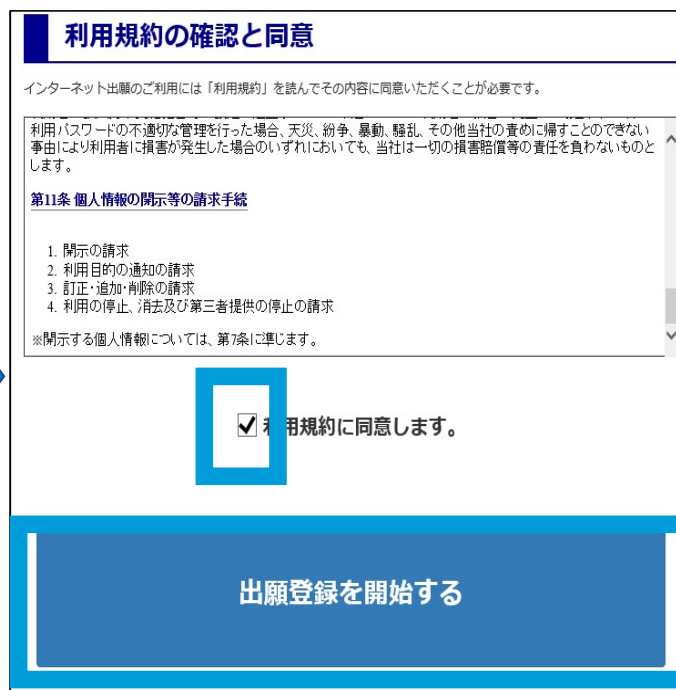 利用規約の確認と同意
インターネット出願のご利用には「利用規約」を読んでその内容に同意いただくことが必要です。
利用パスワードの不適切な管理を行った場合、天災、紛争、暴動、騒乱、その他当社の責めに帰すことのできない
事由により利用者に損害が発生した場合のいずれにおいても、当社は一切の損害賠償等の責任を負わないものと
します。
第11条 個人情報の開示等の請求手続
1. 開示の請求
2. 利用目的の通知の請求
3. 訂正・追加・削除の請求
4. 利用の停止、消去及び第三者提供の停止の請求
※開示する個人情報については、第7条に準じます。
利用規約に同意します。
出願登録を開始する